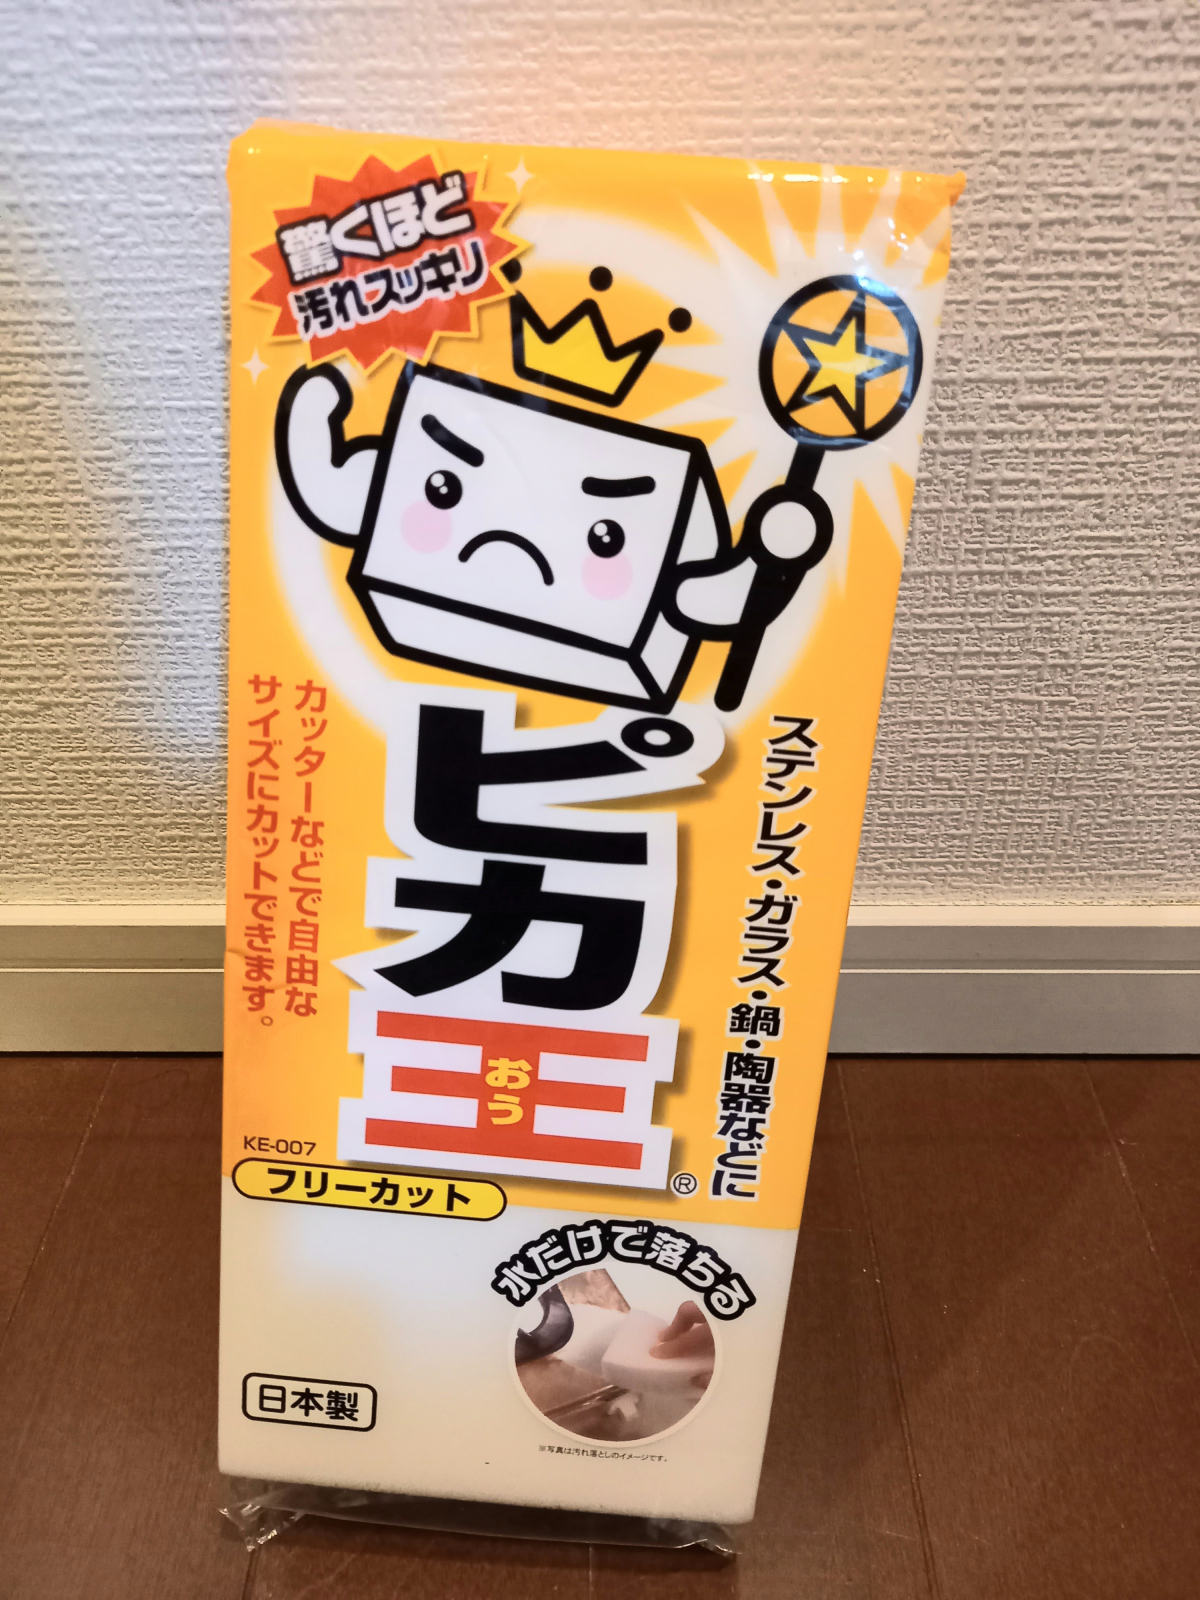 驚くほど
汚れスッキリ
ステンレス・ガラス・鍋・陶器などに
ピカ王
おう
®
カッターなどで自由な
サイズにカットできます。
KE-007
フリーカット
水だけで落ちる
※写真は汚れ落としのイメージです。
日本製